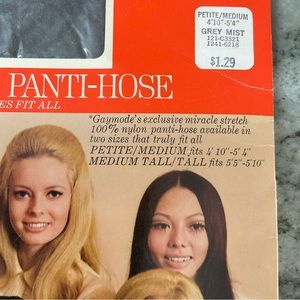 PETITE/MEDIUM
4'10"-5'4"
GREY MIST
121-C3321
1241-6218
$1.29
PANTI-HOSE
ES FIT ALL
"Gaymode's exclusive miracle stretch
100% nylon panti-hose available in
two sizes that truly fit all
PETITE/MEDIUM fits 4' 10"-5' 4"
MEDIUM TALL/TALL fits 5'5"-5'10"